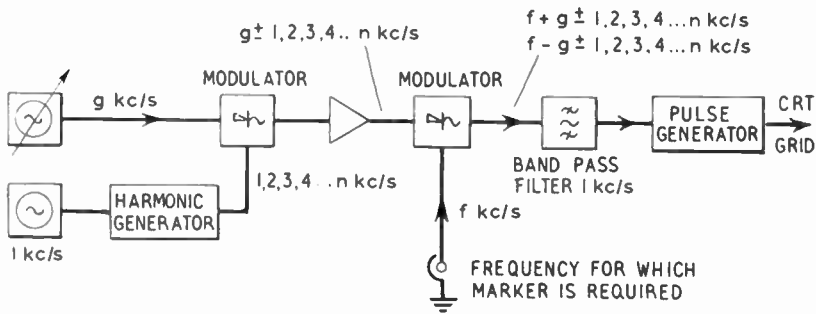 g ± 1,2,3,4.. n kc/s
f + g ± 1,2,3,4...n kc/s
f − g ± 1,2,3,4...n kc/s
MODULATOR
MODULATOR
g kc/s
PULSE
GENERATOR
CRT
GRID
BAND PASS
FILTER 1 kc/s
1,2,3,4...n kc/s
HARMONIC
GENERATOR
f kc/s
1 kc/s
FREQUENCY FOR WHICH
MARKER IS REQUIRED